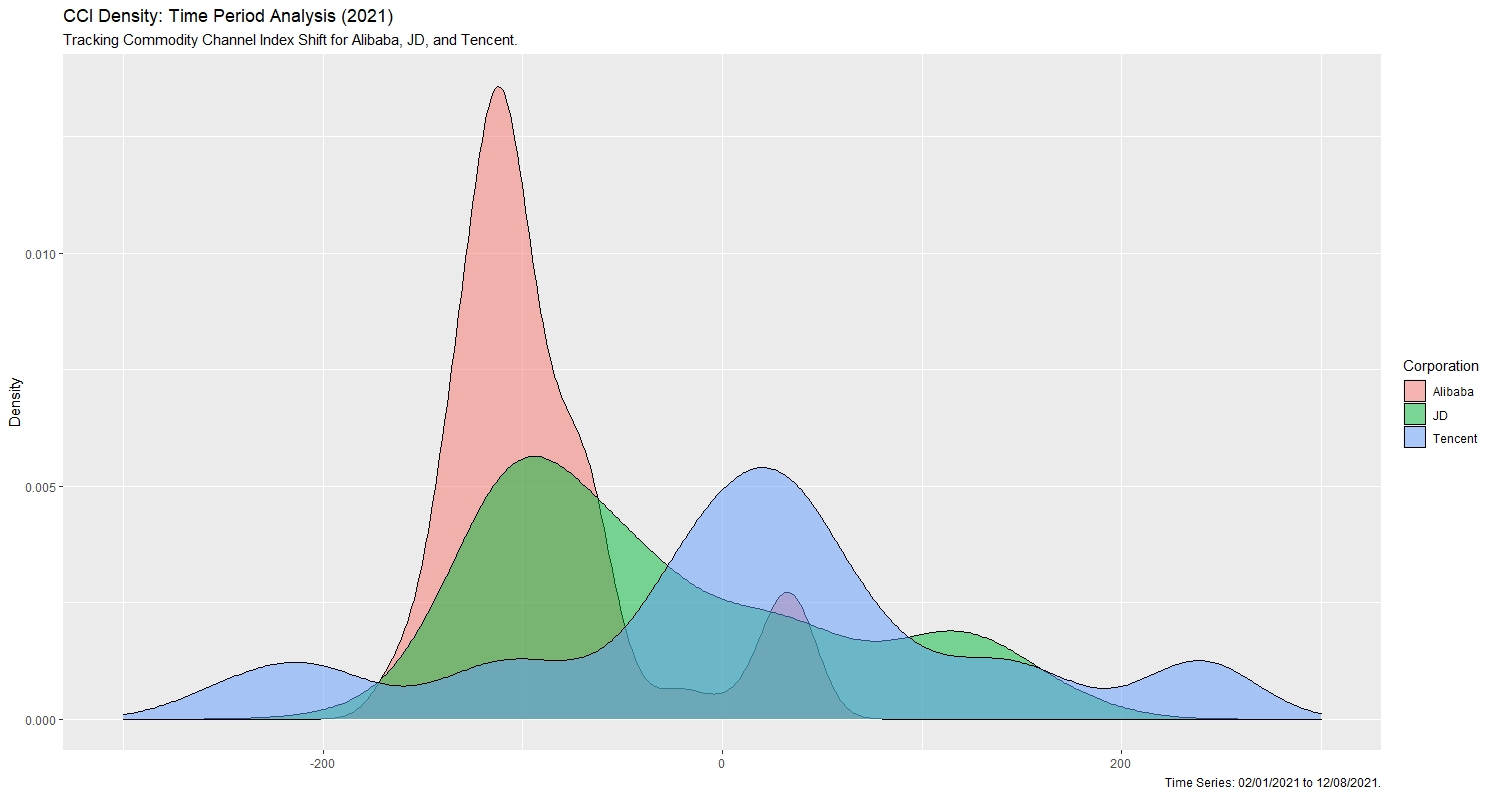 CCI Density: Time Period Analysis (2021)
Tracking Commodity Channel Index Shift for Alibaba, JD, and Tencent.
Density
0.010
0.005
0.000
-200
0
200
Time Series: 02/01/2021 to 12/08/2021.
Corporation
Alibaba
JD
Tencent